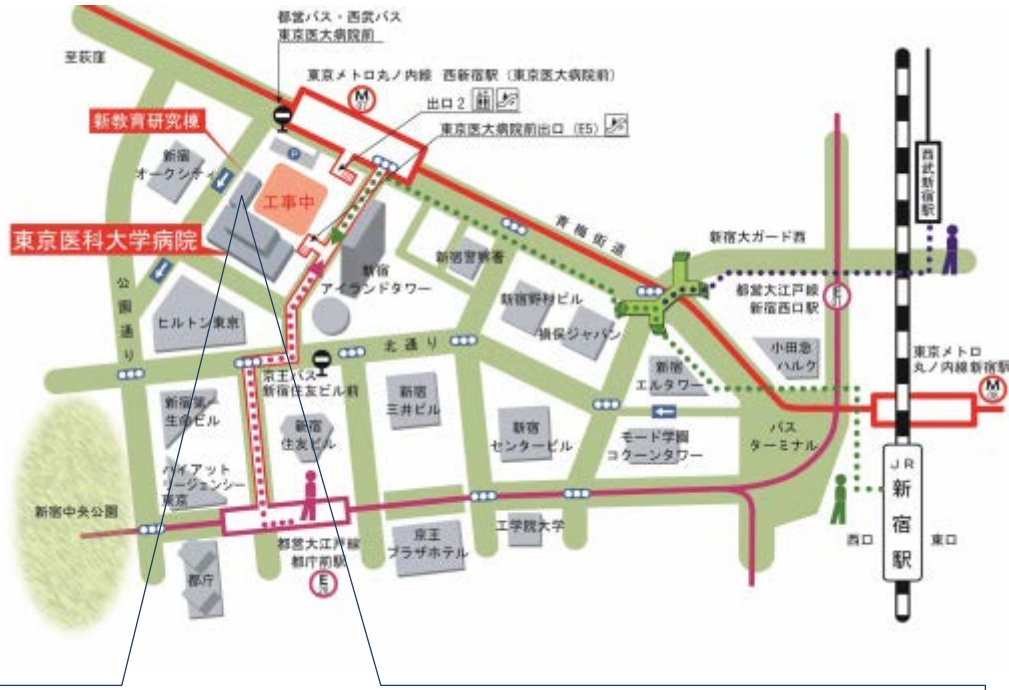 都営バス・西武バス
東京医大病院前
至荻窪
東京メトロ丸ノ内線 西新宿駅（東京医大病院前）
M
出口2
東京医大病院前出口（E5）
新教育研究棟
新宿
オークシティ
P
工事中
東京医科大学病院
新宿
アイランドタワー
新宿警察署
青梅街道
新宿大ガード西
西武新宿駅
公園通り
ヒルトン東京
新宿野村ビル
損保ジャパン
都営大江戸線
新宿西口駅
E
北通り
小田急
ハルク
東京メトロ
丸ノ内線新宿駅
M
京王バス
新宿住友ビル前
新宿
エルタワー
新宿第一
生命ビル
新宿
住友ビル
新宿
三井ビル
新宿
センタービル
モード学園
コクーンタワー
バス
ターミナル
ハイアット
リージェンシー
東京
新宿中央公園
JR
新宿駅
西口
東口
都営大江戸線
都庁前駅
E
京王
プラザホテル
工学院大学
都庁